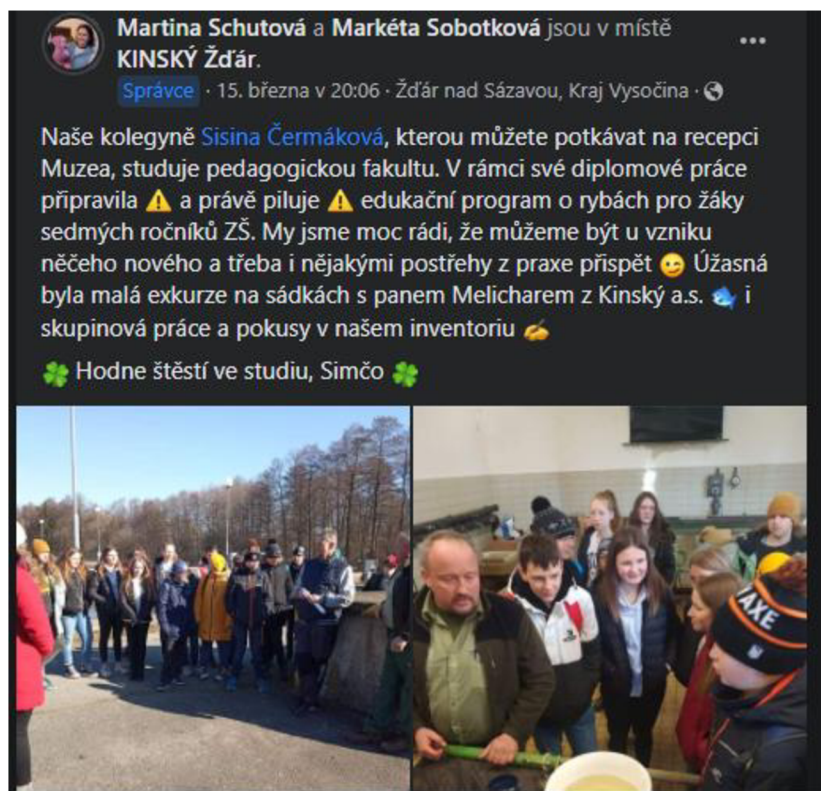 Martina Schutová a Markéta Sobotková jsou v místě
KINSKÝ Žďár.
Správce · 15. března v 20:06 · Žďár nad Sázavou, Kraj Vysočina ·
Naše kolegyně Sisina Čermáková, kterou můžete potkávat na recepci
Muzea, studuje pedagogickou fakultu. V rámci své diplomové práce
připravila ⚠️ a právě piluje ⚠️ edukační program o rybách pro žáky
sedmých ročníků ZŠ. My jsme moc rádi, že můžeme být u vzniku
něčeho nového a třeba i nějakými postřehy z praxe přispět 😉 Úžasná
byla malá exkurze na sádkách s panem Melicharem z Kinský a.s. 🐟 i
skupinová práce a pokusy v našem inventoriu ✍️
🍀 Hodne štěstí ve studiu, Simčo 🍀
TAXE